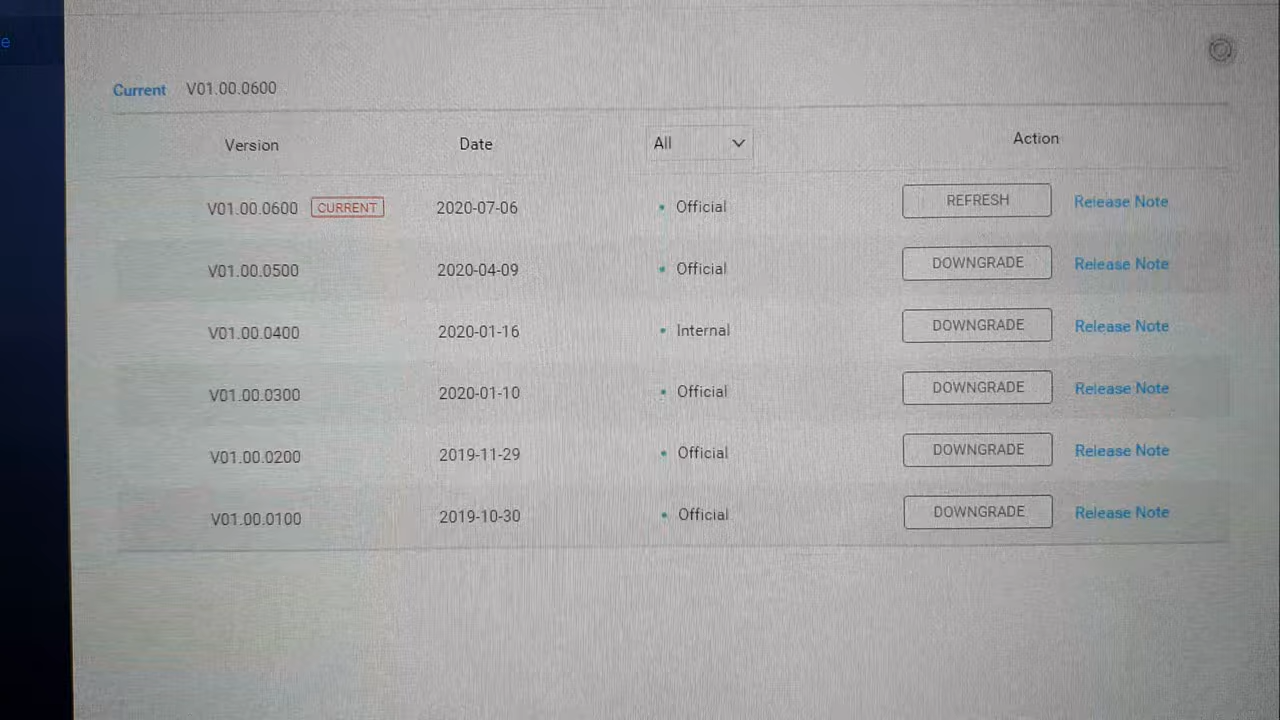 e
Current V01.00.0600
Version Date All Action
V01.00.0600 CURRENT 2020-07-06 Official REFRESH Release Note
V01.00.0500 2020-04-09 Official DOWNGRADE Release Note
V01.00.0400 2020-01-16 Internal DOWNGRADE Release Note
V01.00.0300 2020-01-10 Official DOWNGRADE Release Note
V01.00.0200 2019-11-29 Official DOWNGRADE Release Note
V01.00.0100 2019-10-30 Official DOWNGRADE Release Note